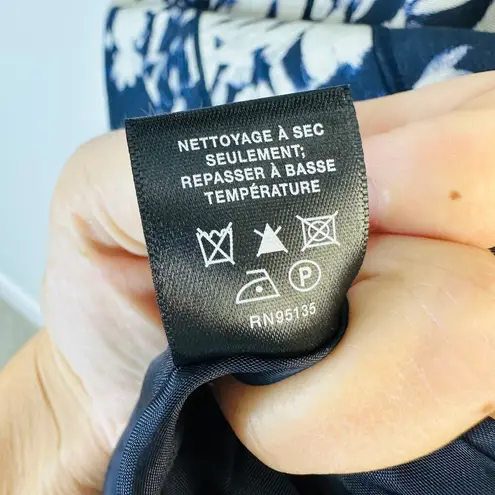 NETTOYAGE À SEC
SEULEMENT;
REPASSER À BASSE
TEMPÉRATURE
P
RN95135